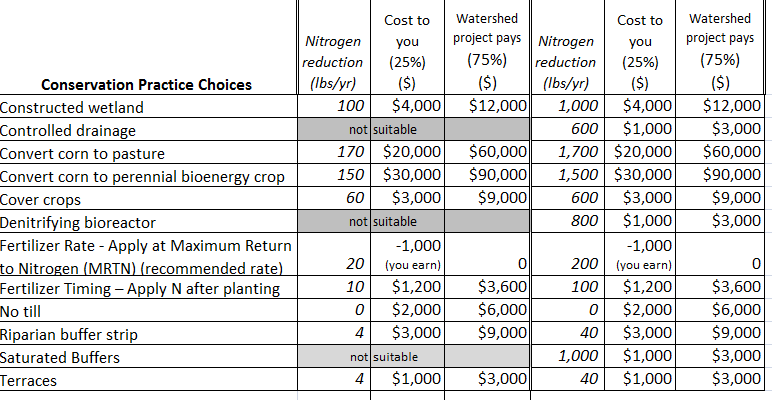 Conservation Practice Choices | Nitrogen reduction (lbs/yr) | Cost to you (25%) ($) | Watershed project pays (75%) ($) | Nitrogen reduction (lbs/yr) | Cost to you (25%) ($) | Watershed project pays (75%) ($)
Constructed wetland 100 $4,000 $12,000 1,000 $4,000 $12,000
Controlled drainage not suitable 600 $1,000 $3,000
Convert corn to pasture 170 $20,000 $60,000 1,700 $20,000 $60,000
Convert corn to perennial bioenergy crop 150 $30,000 $90,000 1,500 $30,000 $90,000
Cover crops 60 $3,000 $9,000 600 $3,000 $9,000
Denitrifying bioreactor not suitable 800 $1,000 $3,000
Fertilizer Rate - Apply at Maximum Return -1,000 -1,000
to Nitrogen (MRTN) (recommended rate) 20 (you earn) 0 200 (you earn) 0
Fertilizer Timing – Apply N after planting 10 $1,200 $3,600 100 $1,200 $3,600
No till 0 $2,000 $6,000 0 $2,000 $6,000
Riparian buffer strip 4 $3,000 $9,000 40 $3,000 $9,000
Saturated Buffers not suitable 1,000 $1,000 $3,000
Terraces 4 $1,000 $3,000 40 $1,000 $3,000